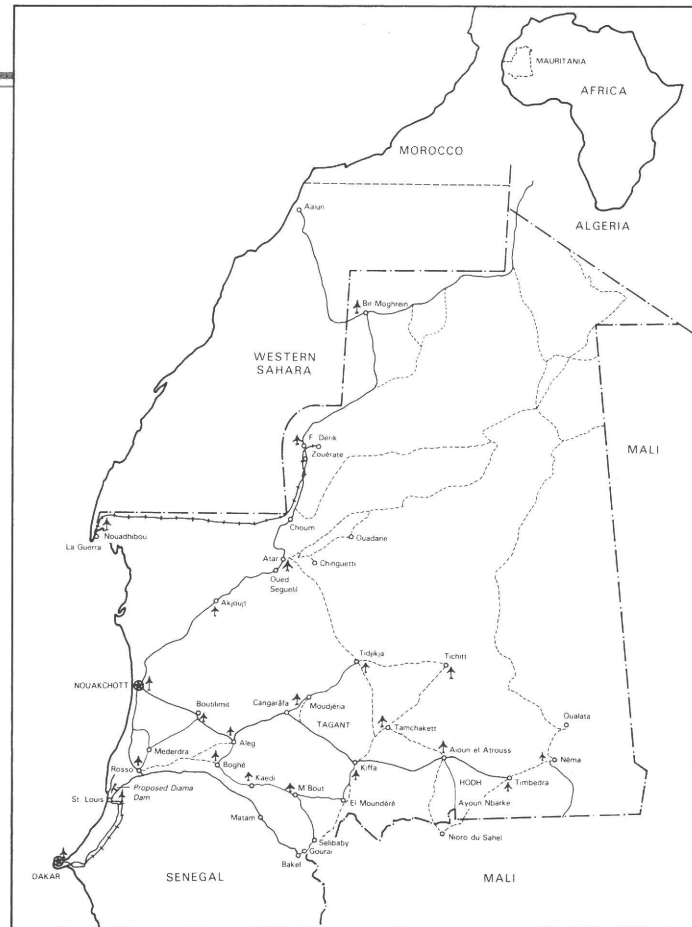 MAURITANIA
AFRICA
MOROCCO
ALGERIA
Aaiun
Bir-Moghrein
WESTERN
SAHARA
F. Derik
Zouérate
MALI
Choum
Nouadhibou
La Guerra
Ouadane
Atar
Chinguetti
Oued
Seguelil
Akjoujt
Tidjikja
Tichitt
NOUAKCHOTT
Boutilimit
Cangarâfa
Moudjéria
TAGANT
Oualata
Tamchakett
Mederdra
Aleg
Aioun el Atrouss
Rosso
Boghé
Kiffa
Néma
Proposed Diama
Dam
Kaedi
M'Bout
HODH
Timbedra
St. Louis
El Moundéré
Ayoun Nbarke
Matam
Nioro du Sahel
Selibaby
Gourai
Bakel
DAKAR
SENEGAL
MALI